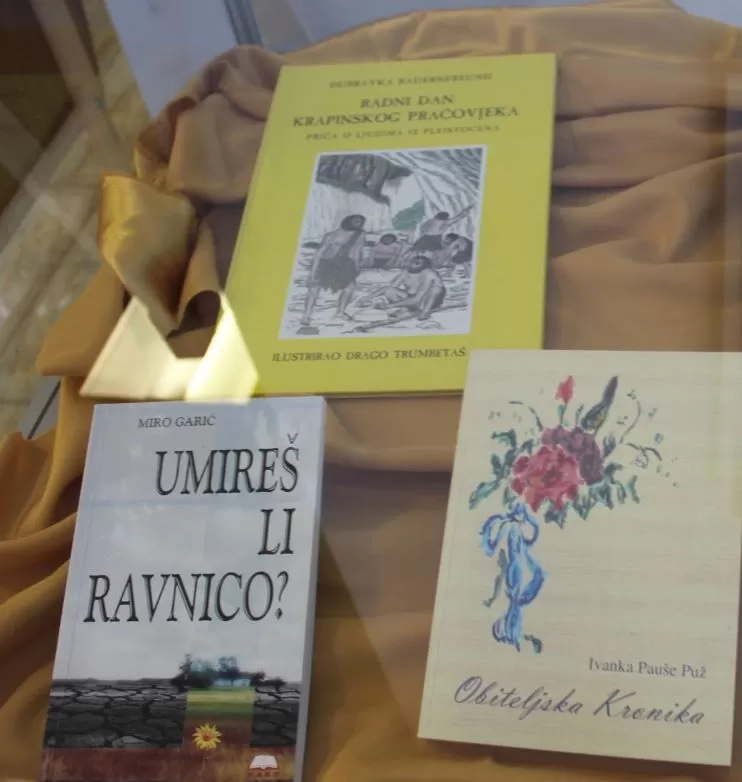 DUBRAVKA BAUERNFREUND
RADNI DAN
KRAPINSKOG PRAČOVJEKA
PRIČA O LJUDIMA IZ PLEISTOCENA
ILUSTRIRAO DRAGO TRUMBETAŠ
MIRO GARIĆ
UMIREŠ
LI
RAVNICO?
Ivanka Pauše Puž
Obiteljska Kronika